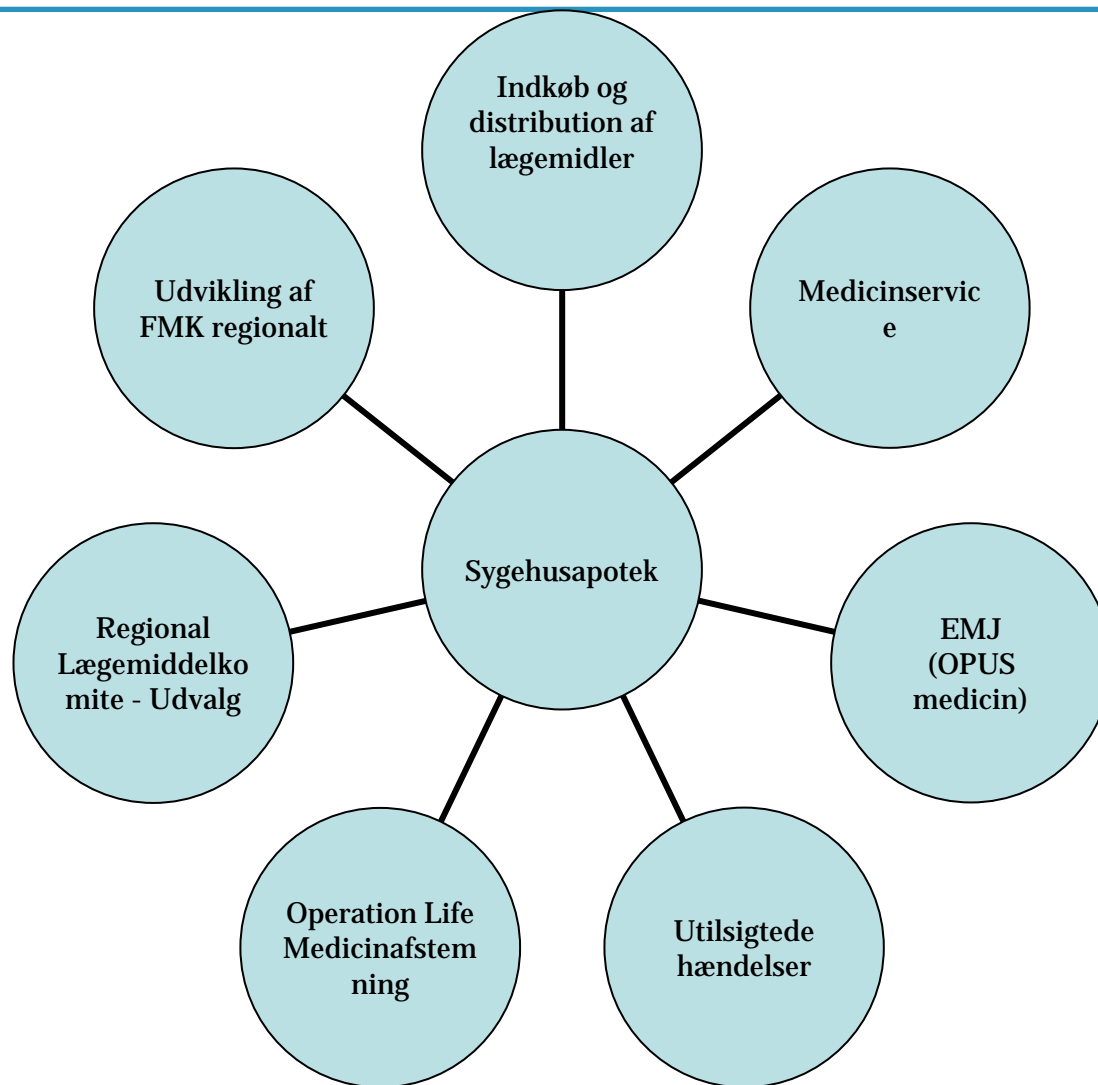 Indkøb og
distribution af
lægemidler
Udvikling af
FMK regionalt
Medicinservic
e
Sygehusapotek
Regional
Lægemiddelko
mite - Udvalg
EMJ
(OPUS
medicin)
Operation Life
Medicinafstem
ning
Utilsigtede
hændelser